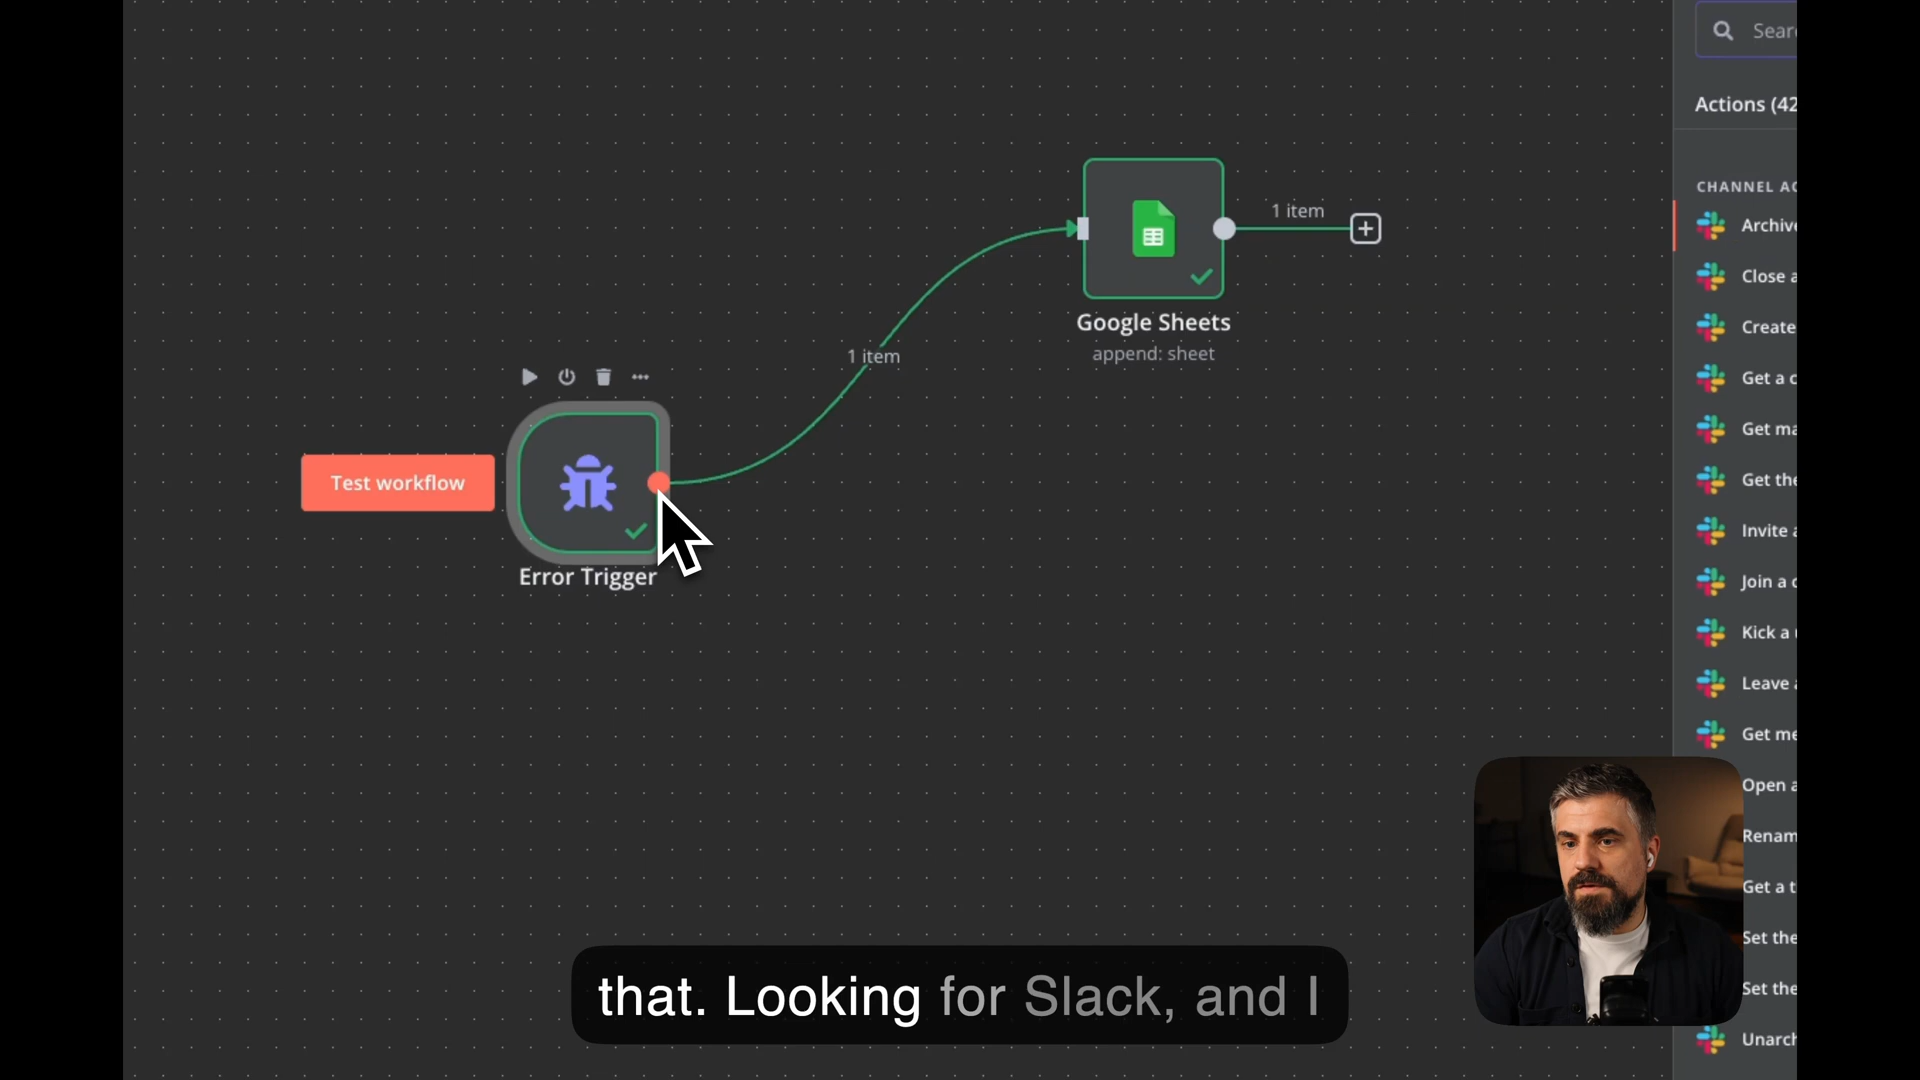 Sear
Actions (42
CHANNEL AC
Archive
Close a
Create
Get a c
Get ma
Get the
Invite a
Join a c
Kick a u
Leave a
Get me
Open a
Renam
Get a t
Set the
Set the
Unarch
1 item
Google Sheets
append: sheet
1 item
Test workflow
Error Trigger
that. Looking for Slack, and I